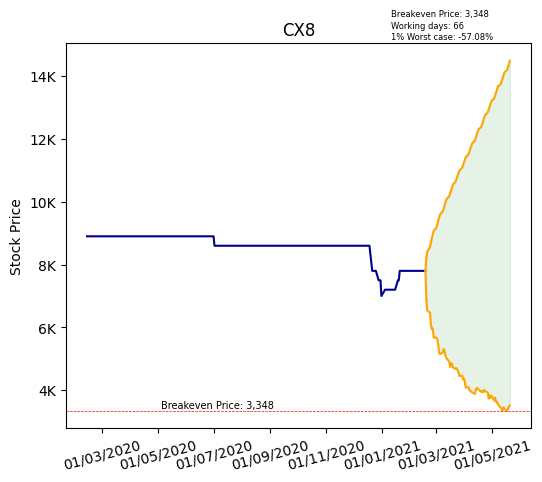 Breakeven Price: 3,348
Working days: 66
1% Worst case: -57.08%
CX8
Stock Price
14K
12K
10K
8K
6K
4K
Breakeven Price: 3,348
01/03/2020
01/05/2020
01/07/2020
01/09/2020
01/11/2020
01/01/2021
01/03/2021
01/05/2021